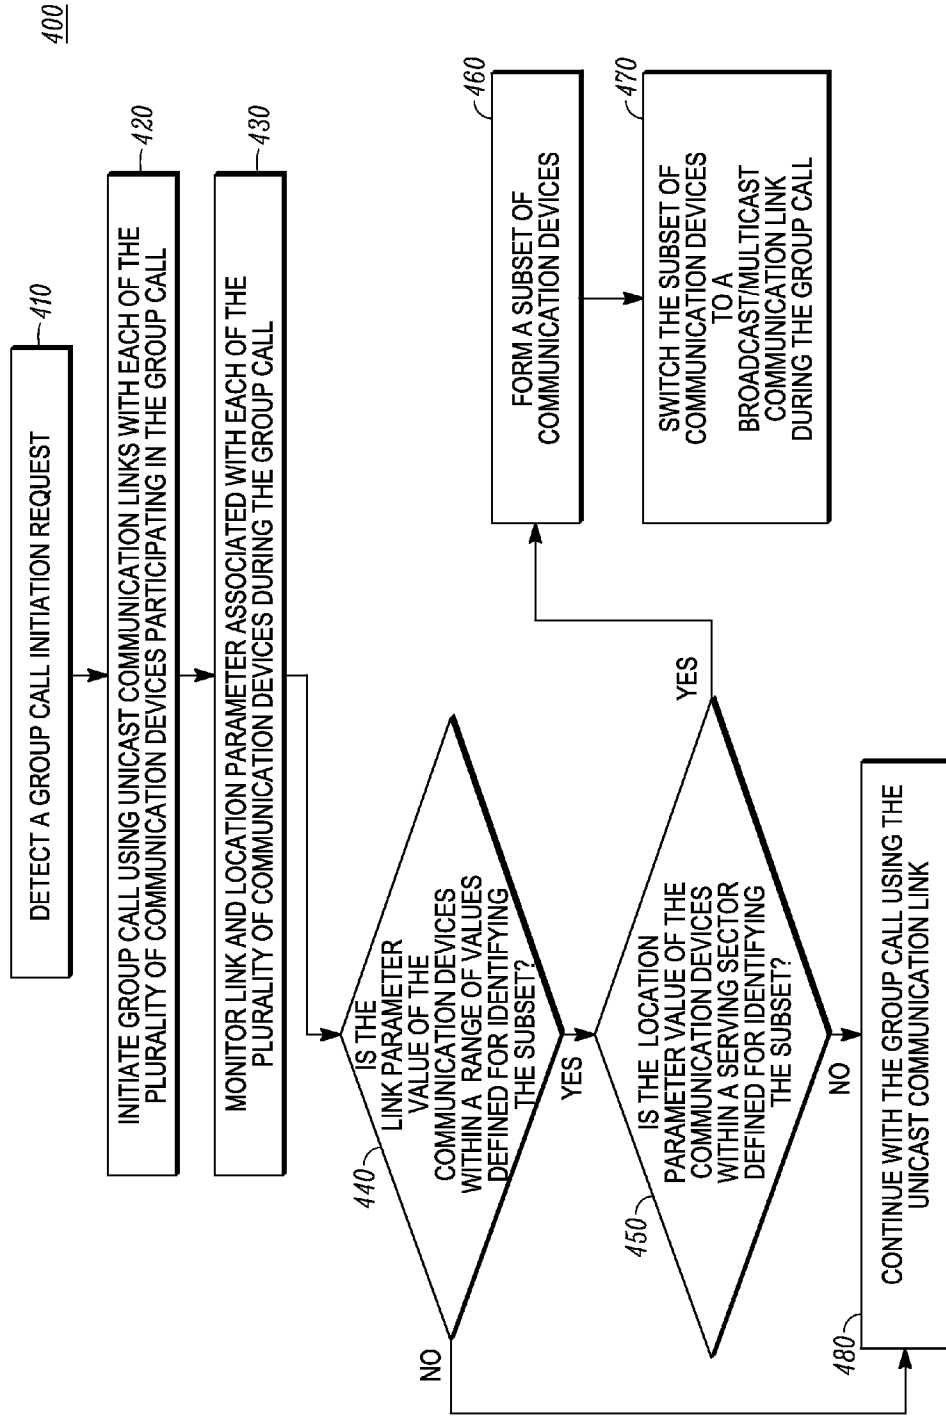 400
DETECT A GROUP CALL INITIATION REQUEST
410
INITIATE GROUP CALL USING UNICAST COMMUNICATION LINKS WITH EACH OF THE
PLURALITY OF COMMUNICATION DEVICES PARTICIPATING IN THE GROUP CALL
420
MONITOR LINK AND LOCATION PARAMETER ASSOCIATED WITH EACH OF THE
PLURALITY OF COMMUNICATION DEVICES DURING THE GROUP CALL
430
440
IS THE
LINK PARAMETER
VALUE OF THE
COMMUNICATION DEVICES
WITHIN A RANGE OF VALUES
DEFINED FOR IDENTIFYING
THE SUBSET?
NO
YES
450
IS THE LOCATION
PARAMETER VALUE OF THE
COMMUNICATION DEVICES
WITHIN A SERVING SECTOR
DEFINED FOR IDENTIFYING
THE SUBSET?
YES
NO
460
FORM A SUBSET OF
COMMUNICATION DEVICES
470
SWITCH THE SUBSET OF
COMMUNICATION DEVICES
TO A
BROADCAST/MULTICAST
COMMUNICATION LINK
DURING THE GROUP CALL
480
CONTINUE WITH THE GROUP CALL USING THE
UNICAST COMMUNICATION LINK